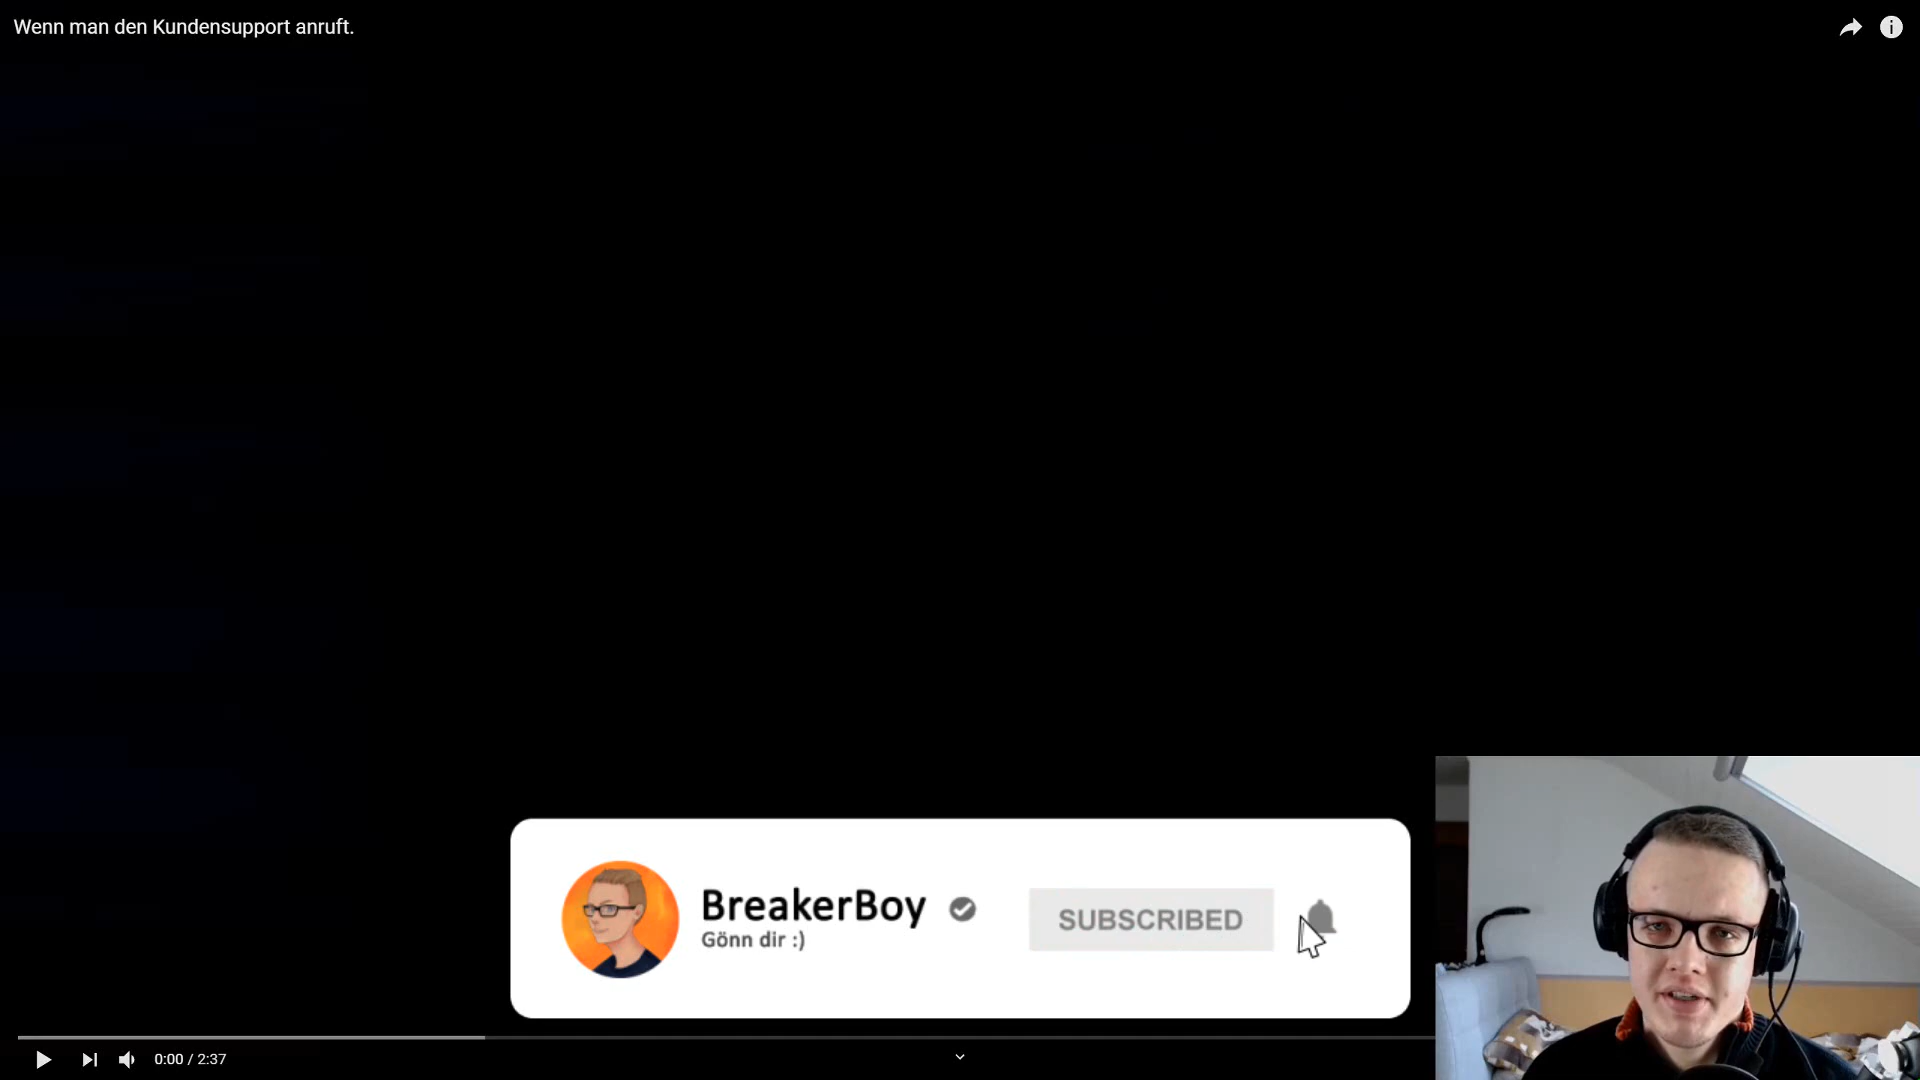 Wenn man den Kundensupport anruft.
BreakerBoy
Gönn dir :)
SUBSCRIBED
0:00 / 2:37